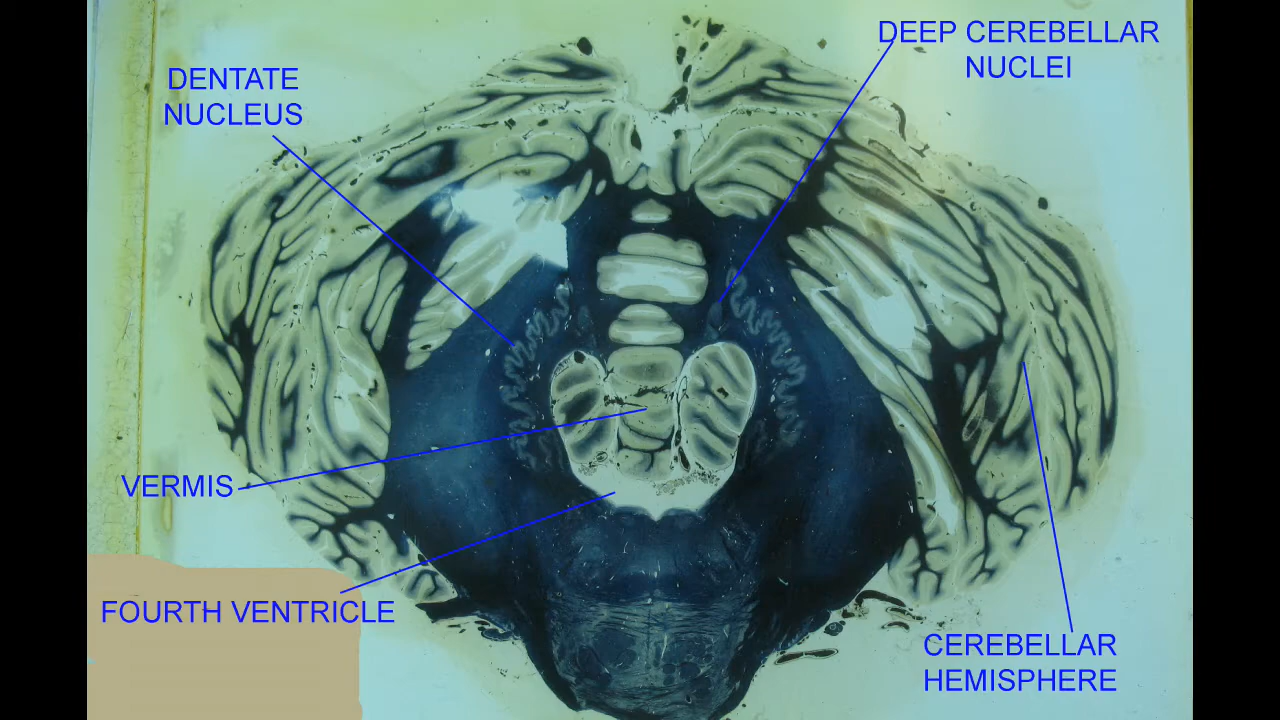 DEEP CEREBELLAR
NUCLEI
DENTATE
NUCLEUS
VERMIS
FOURTH VENTRICLE
CEREBELLAR
HEMISPHERE